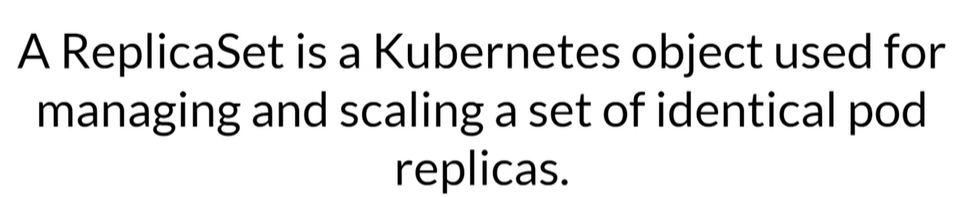 A ReplicaSet is a Kubernetes object used for
managing and scaling a set of identical pod
replicas.